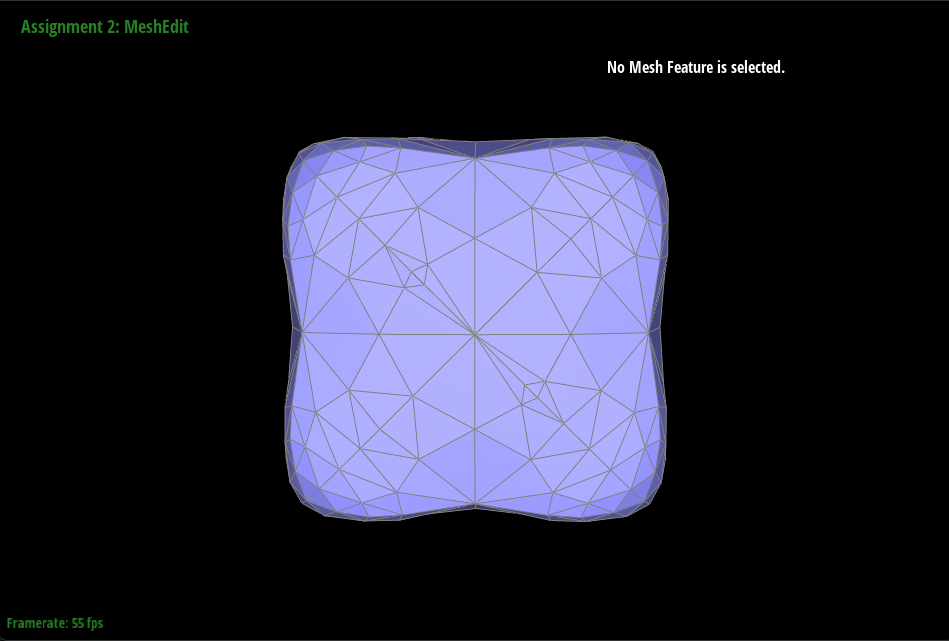 Assignment 2: MeshEdit
No Mesh Feature is selected.
Framerate: 55 fps